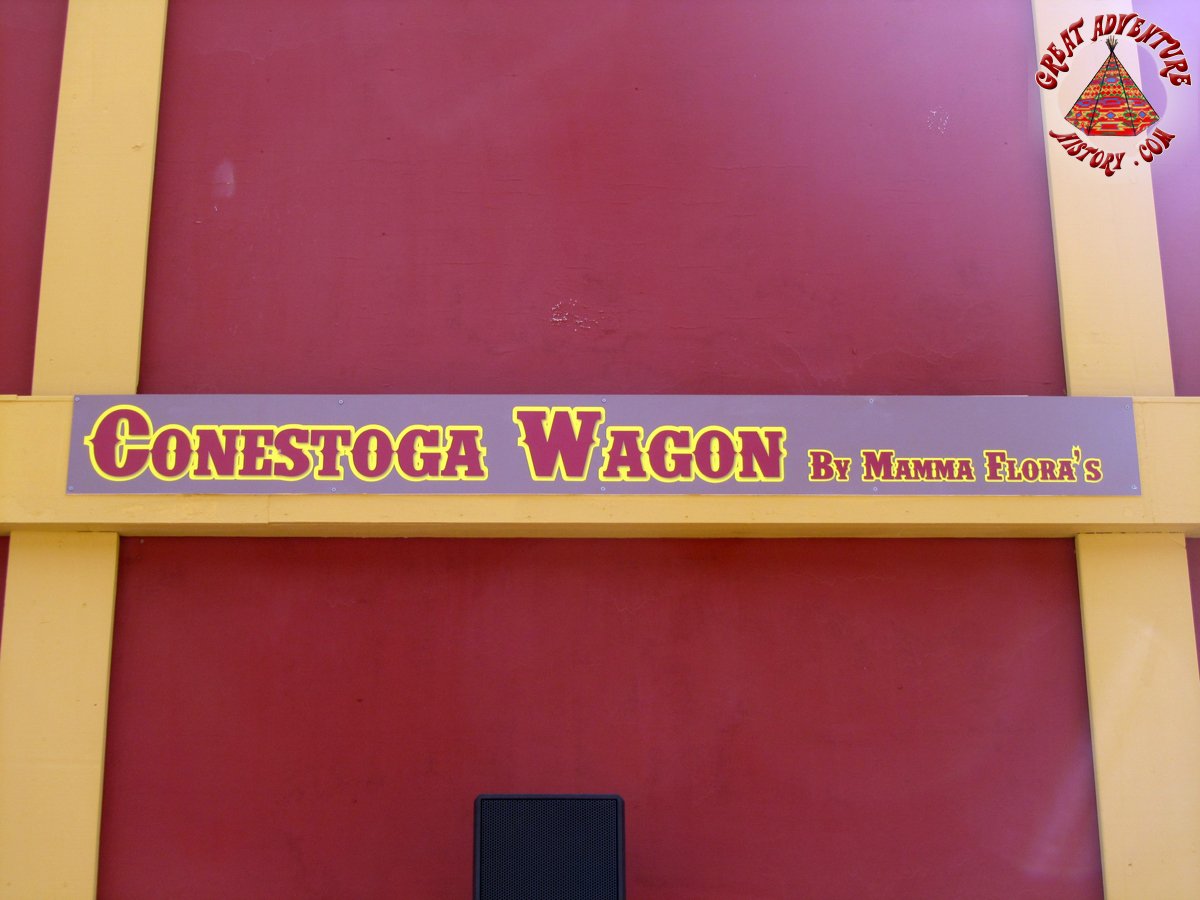 GREAT ADVENTURE
HISTORY.COM
Conestoga Wagon By Mamma Flora's